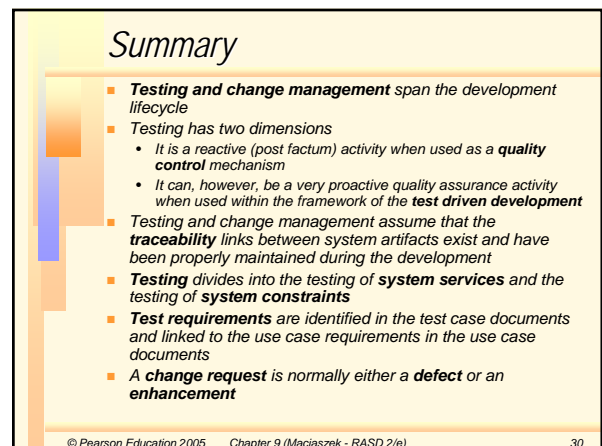 Summary
■ Testing and change management span the development
lifecycle
■ Testing has two dimensions
• It is a reactive (post factum) activity when used as a quality
control mechanism
• It can, however, be a very proactive quality assurance activity
when used within the framework of the test driven development
■ Testing and change management assume that the
traceability links between system artifacts exist and have
been properly maintained during the development
■ Testing divides into the testing of system services and the
testing of system constraints
■ Test requirements are identified in the test case documents
and linked to the use case requirements in the use case
documents
■ A change request is normally either a defect or an
enhancement
© Pearson Education 2005 Chapter 9 (Maciaszek - RASD 2/e) 30